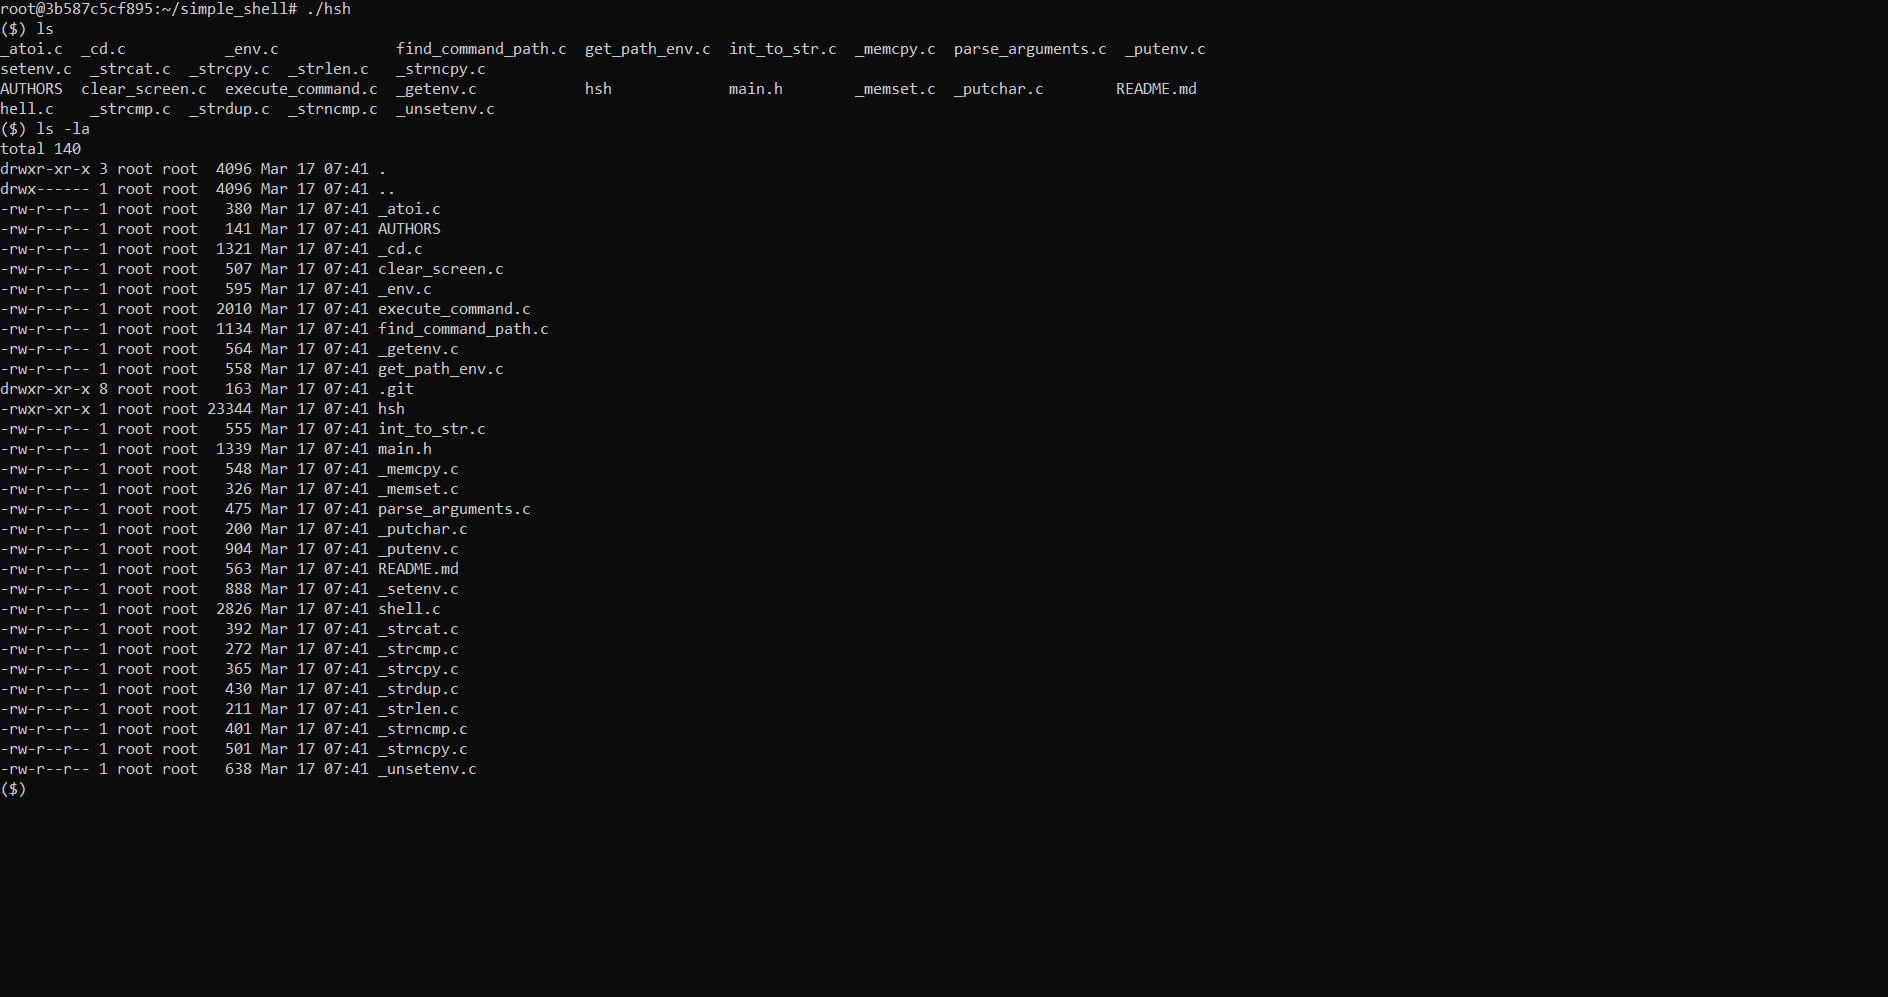 root@3b587c5cf895:~/simple_shell# ./hsh
($) ls
_atoi.c  _cd.c           _env.c             find_command_path.c  get_path_env.c  int_to_str.c  _memcpy.c  parse_arguments.c  _putenv.c
setenv.c  _strcat.c  _strcpy.c  _strlen.c   _strncpy.c
AUTHORS  clear_screen.c  execute_command.c  _getenv.c            hsh             main.h        _memset.c  _putchar.c        README.md
hell.c    _strcmp.c  _strdup.c  _strncmp.c  _unsetenv.c
($) ls -la
total 140
drwxr-xr-x 3 root root  4096 Mar 17 07:41 .
drwx------ 1 root root  4096 Mar 17 07:41 ..
-rw-r--r-- 1 root root   380 Mar 17 07:41 _atoi.c
-rw-r--r-- 1 root root   141 Mar 17 07:41 AUTHORS
-rw-r--r-- 1 root root  1321 Mar 17 07:41 _cd.c
-rw-r--r-- 1 root root   507 Mar 17 07:41 clear_screen.c
-rw-r--r-- 1 root root   595 Mar 17 07:41 _env.c
-rw-r--r-- 1 root root  2010 Mar 17 07:41 execute_command.c
-rw-r--r-- 1 root root  1134 Mar 17 07:41 find_command_path.c
-rw-r--r-- 1 root root   564 Mar 17 07:41 _getenv.c
-rw-r--r-- 1 root root   558 Mar 17 07:41 get_path_env.c
drwxr-xr-x 8 root root   163 Mar 17 07:41 .git
-rwxr-xr-x 1 root root 23344 Mar 17 07:41 hsh
-rw-r--r-- 1 root root   555 Mar 17 07:41 int_to_str.c
-rw-r--r-- 1 root root  1339 Mar 17 07:41 main.h
-rw-r--r-- 1 root root   548 Mar 17 07:41 _memcpy.c
-rw-r--r-- 1 root root   326 Mar 17 07:41 _memset.c
-rw-r--r-- 1 root root   475 Mar 17 07:41 parse_arguments.c
-rw-r--r-- 1 root root   200 Mar 17 07:41 _putchar.c
-rw-r--r-- 1 root root   904 Mar 17 07:41 _putenv.c
-rw-r--r-- 1 root root   563 Mar 17 07:41 README.md
-rw-r--r-- 1 root root   888 Mar 17 07:41 _setenv.c
-rw-r--r-- 1 root root  2826 Mar 17 07:41 shell.c
-rw-r--r-- 1 root root   392 Mar 17 07:41 _strcat.c
-rw-r--r-- 1 root root   272 Mar 17 07:41 _strcmp.c
-rw-r--r-- 1 root root   365 Mar 17 07:41 _strcpy.c
-rw-r--r-- 1 root root   430 Mar 17 07:41 _strdup.c
-rw-r--r-- 1 root root   211 Mar 17 07:41 _strlen.c
-rw-r--r-- 1 root root   401 Mar 17 07:41 _strncmp.c
-rw-r--r-- 1 root root   501 Mar 17 07:41 _strncpy.c
-rw-r--r-- 1 root root   638 Mar 17 07:41 _unsetenv.c
($)